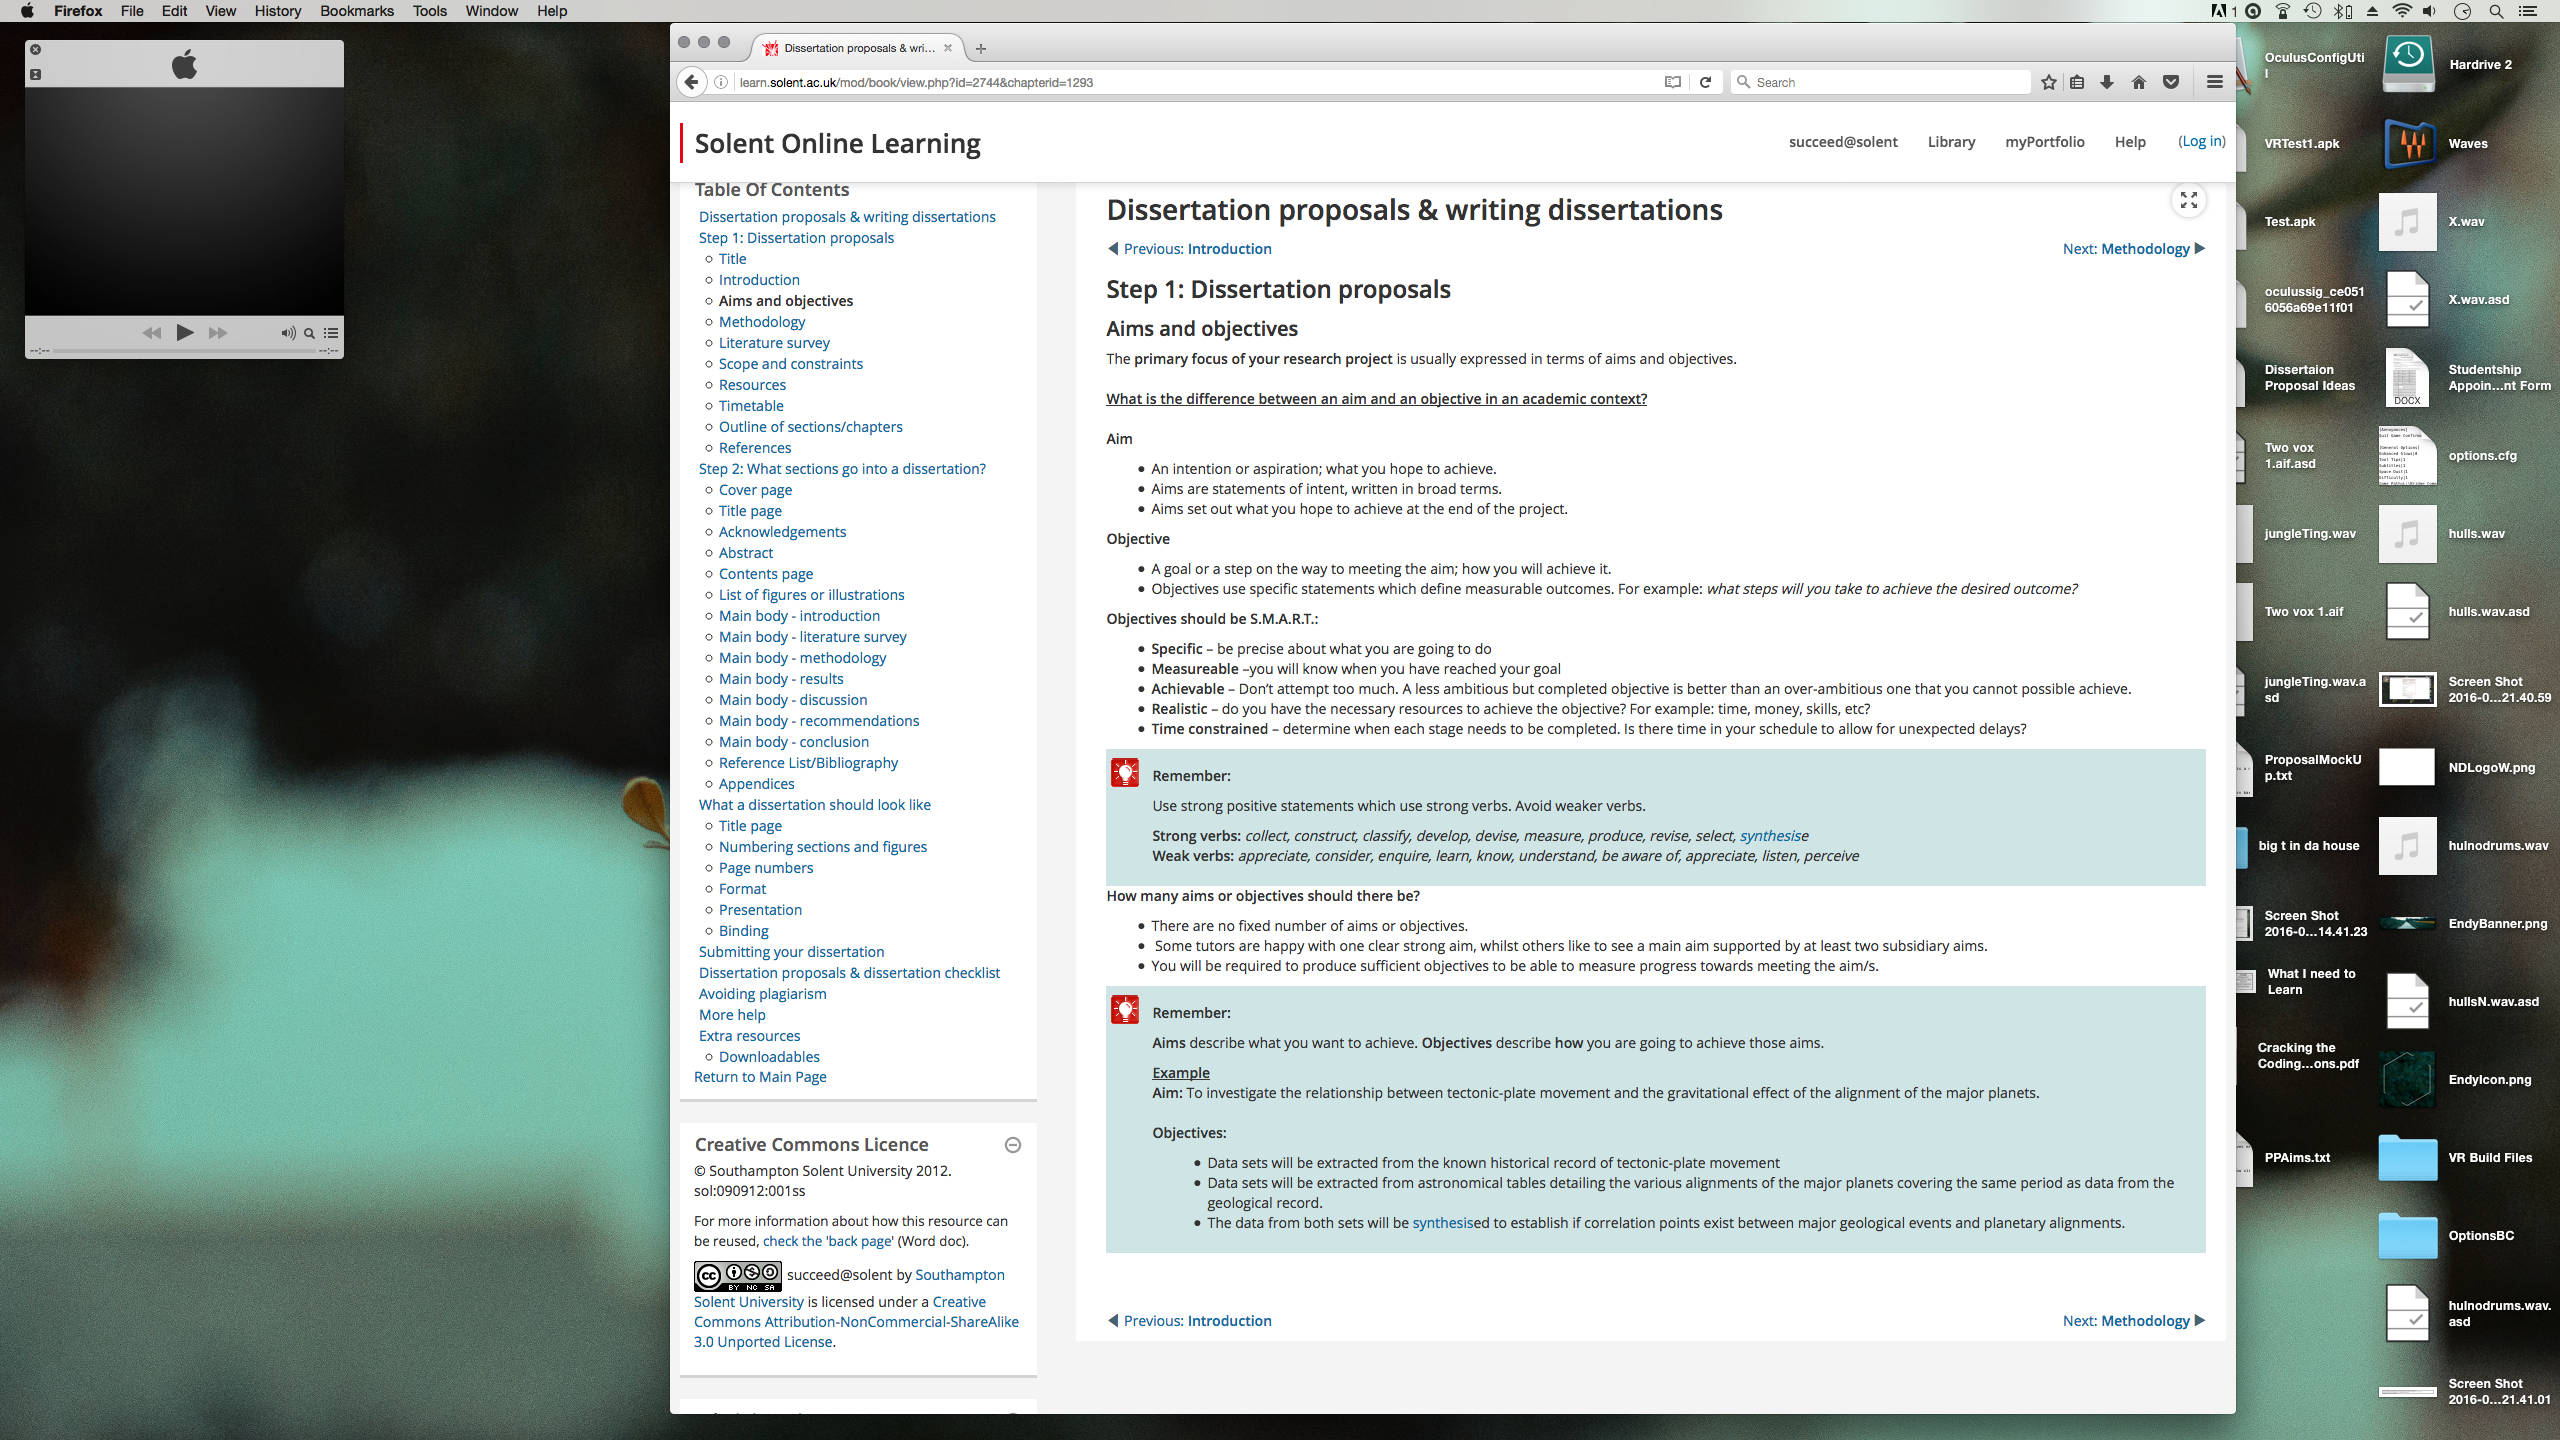 Firefox File Edit View History Bookmarks Tools Window Help
1
Dissertation proposals & wri...
learn.solent.ac.uk/mod/book/view.php?id=2744&chapterid=1293
Search
Solent Online Learning
succeed@solent Library myPortfolio Help (Log in)
Table Of Contents
Dissertation proposals & writing dissertations
Step 1: Dissertation proposals
Title
Introduction
Aims and objectives
Methodology
Literature survey
Scope and constraints
Resources
Timetable
Outline of sections/chapters
References
Step 2: What sections go into a dissertation?
Cover page
Title page
Acknowledgements
Abstract
Contents page
List of figures or illustrations
Main body - introduction
Main body - literature survey
Main body - methodology
Main body - results
Main body - discussion
Main body - recommendations
Main body - conclusion
Reference List/Bibliography
Appendices
What a dissertation should look like
Title page
Numbering sections and figures
Page numbers
Format
Presentation
Binding
Submitting your dissertation
Dissertation proposals & dissertation checklist
Avoiding plagiarism
More help
Extra resources
Downloadables
Return to Main Page
Creative Commons Licence
© Southampton Solent University 2012.
sol:090912:001ss
For more information about how this resource can
be reused, check the 'back page' (Word doc).
cc BY NC SA succeed@solent by Southampton
Solent University is licensed under a Creative
Commons Attribution-NonCommercial-ShareAlike
3.0 Unported License.
Dissertation proposals & writing dissertations
Previous: Introduction Next: Methodology
Step 1: Dissertation proposals
Aims and objectives
The primary focus of your research project is usually expressed in terms of aims and objectives.
What is the difference between an aim and an objective in an academic context?
Aim
An intention or aspiration; what you hope to achieve.
Aims are statements of intent, written in broad terms.
Aims set out what you hope to achieve at the end of the project.
Objective
A goal or a step on the way to meeting the aim; how you will achieve it.
Objectives use specific statements which define measurable outcomes. For example: what steps will you take to achieve the desired outcome?
Objectives should be S.M.A.R.T.:
Specific – be precise about what you are going to do
Measureable –you will know when you have reached your goal
Achievable – Don't attempt too much. A less ambitious but completed objective is better than an over-ambitious one that you cannot possible achieve.
Realistic – do you have the necessary resources to achieve the objective? For example: time, money, skills, etc?
Time constrained – determine when each stage needs to be completed. Is there time in your schedule to allow for unexpected delays?
Remember:
Use strong positive statements which use strong verbs. Avoid weaker verbs.
Strong verbs: collect, construct, classify, develop, devise, measure, produce, revise, select, synthesise
Weak verbs: appreciate, consider, enquire, learn, know, understand, be aware of, appreciate, listen, perceive
How many aims or objectives should there be?
There are no fixed number of aims or objectives.
Some tutors are happy with one clear strong aim, whilst others like to see a main aim supported by at least two subsidiary aims.
You will be required to produce sufficient objectives to be able to measure progress towards meeting the aim/s.
Remember:
Aims describe what you want to achieve. Objectives describe how you are going to achieve those aims.
Example
Aim: To investigate the relationship between tectonic-plate movement and the gravitational effect of the alignment of the major planets.
Objectives:
Data sets will be extracted from the known historical record of tectonic-plate movement
Data sets will be extracted from astronomical tables detailing the various alignments of the major planets covering the same period as data from the
geological record.
The data from both sets will be synthesised to establish if correlation points exist between major geological events and planetary alignments.
Previous: Introduction Next: Methodology
OculusConfigUti
l
VRTest1.apk
Test.apk
oculussig_ce051
6056a69e11f01
Dissertaion
Proposal Ideas
Two vox
1.aif.asd
jungleTing.wav
Two vox 1.aif
jungleTing.wav.a
sd
ProposalMockU
p.txt
big t in da house
Screen Shot
2016-0...14.41.23
What I need to
Learn
Cracking the
Coding...ons.pdf
PPAims.txt
Hardrive 2
Waves
X.wav
X.wav.asd
DOCX
Studentship
Appoin...nt Form
options.cfg
hulls.wav
hulls.wav.asd
Screen Shot
2016-0...21.40.59
NDLogoW.png
hulnodrums.wav
EndyBanner.png
hullsN.wav.asd
EndyIcon.png
VR Build Files
OptionsBC
hulnodrums.wav.
asd
Screen Shot
2016-0...21.41.01